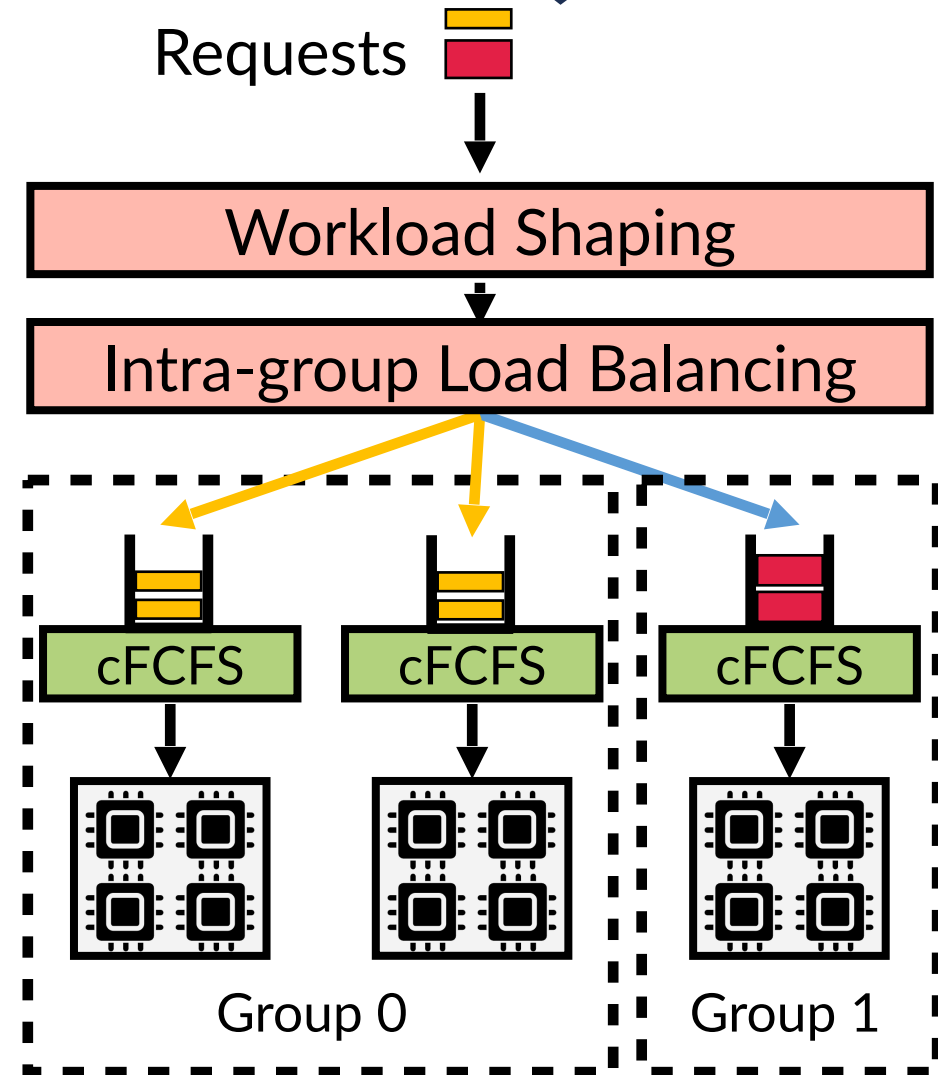 Requests
Workload Shaping
Intra-group Load Balancing
cFCFS
cFCFS
cFCFS
Group 0
Group 1